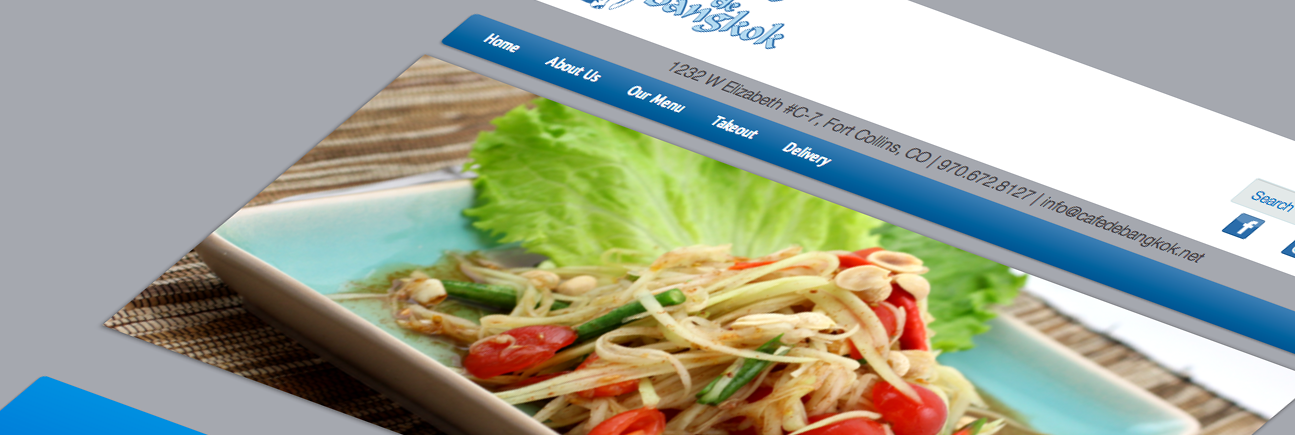 de
bangkok
1232 W Elizabeth #C-7, Fort Collins, CO | 970.672.8127 | info@cafedebangkok.net
Search
Home
About Us
Our Menu
Takeout
Delivery